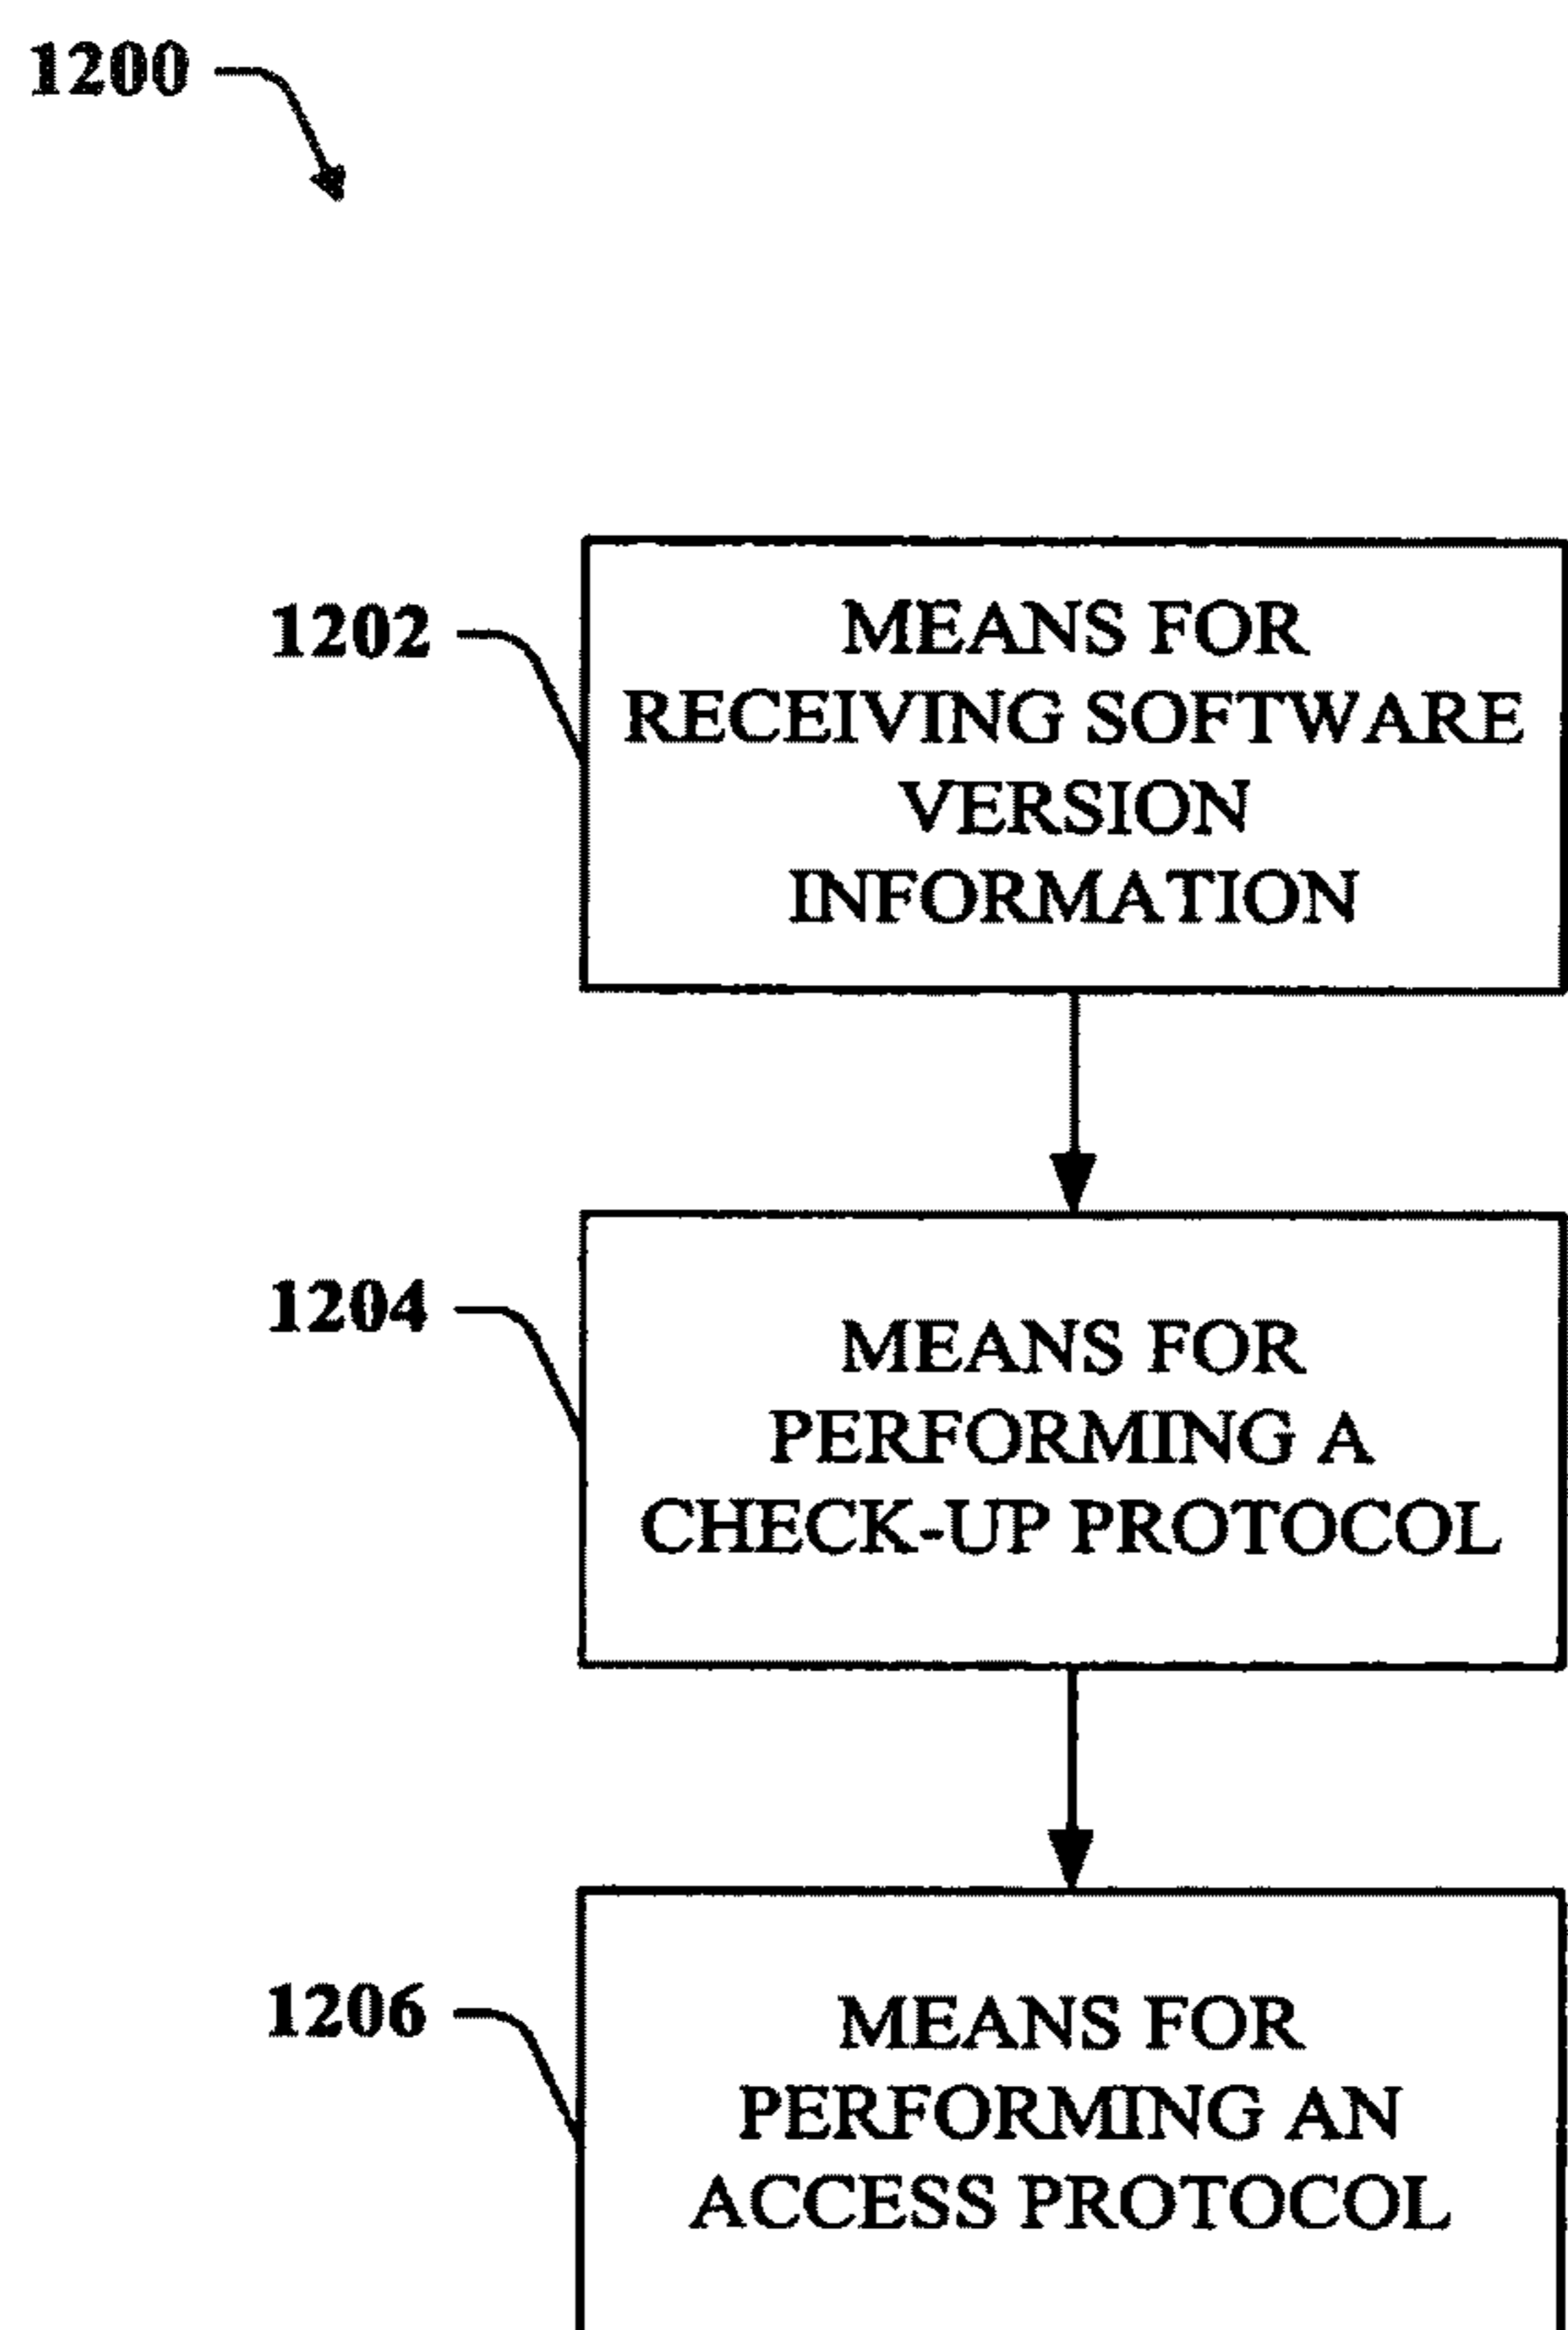 1200
1202
MEANS FOR
RECEIVING SOFTWARE
VERSION
INFORMATION
1204
MEANS FOR
PERFORMING A
CHECK-UP PROTOCOL
1206
MEANS FOR
PERFORMING AN
ACCESS PROTOCOL